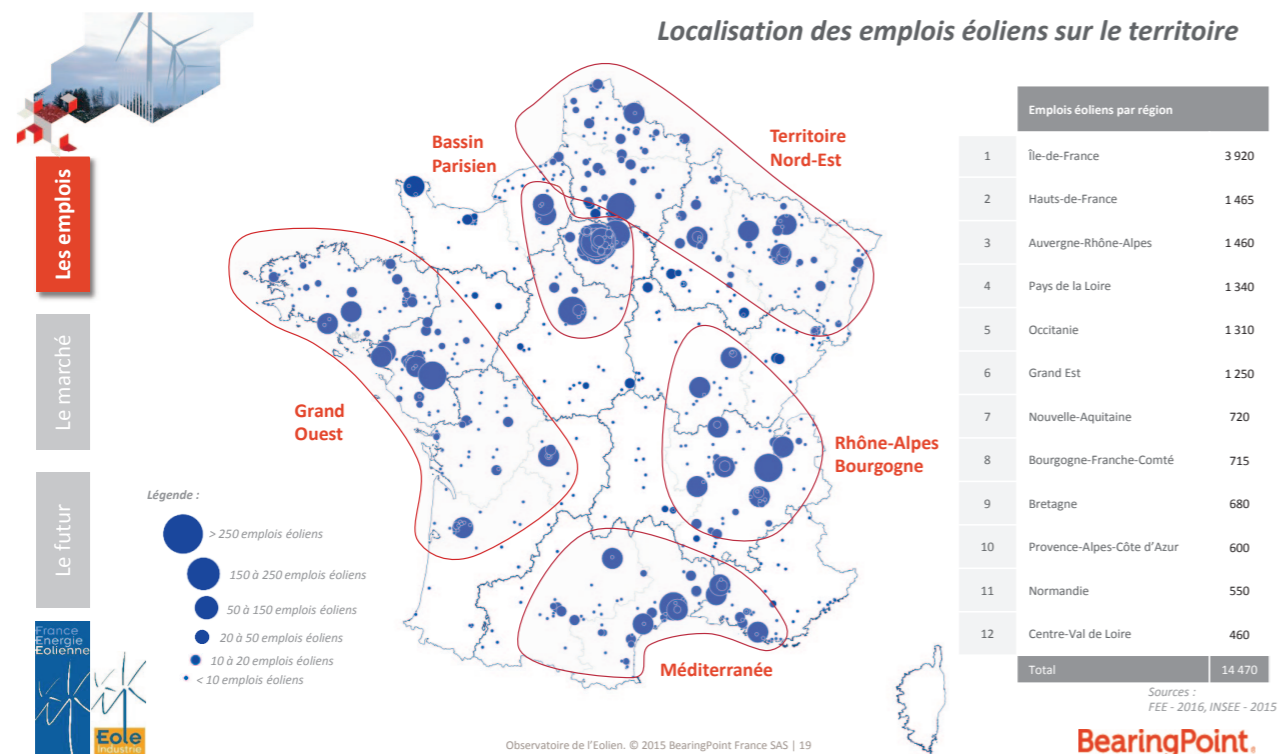 Localisation des emplois éoliens sur le territoire
Les emplois
Le marché
Le futur
Bassin
Parisien
Territoire
Nord-Est
Grand
Ouest
Rhône-Alpes
Bourgogne
Méditerranée
Légende :
> 250 emplois éoliens
150 à 250 emplois éoliens
50 à 150 emplois éoliens
20 à 50 emplois éoliens
10 à 20 emplois éoliens
< 10 emplois éoliens
Emplois éoliens par région
1 Île-de-France 3 920
2 Hauts-de-France 1 465
3 Auvergne-Rhône-Alpes 1 460
4 Pays de la Loire 1 340
5 Occitanie 1 310
6 Grand Est 1 250
7 Nouvelle-Aquitaine 720
8 Bourgogne-Franche-Comté 715
9 Bretagne 680
10 Provence-Alpes-Côte d’Azur 600
11 Normandie 550
12 Centre-Val de Loire 460
Total 14 470
Sources :
FEE - 2016, INSEE - 2015
France
Energie
Eolienne
Eole
Industrie
Observatoire de l’Eolien. © 2015 BearingPoint France SAS | 19
BearingPoint.